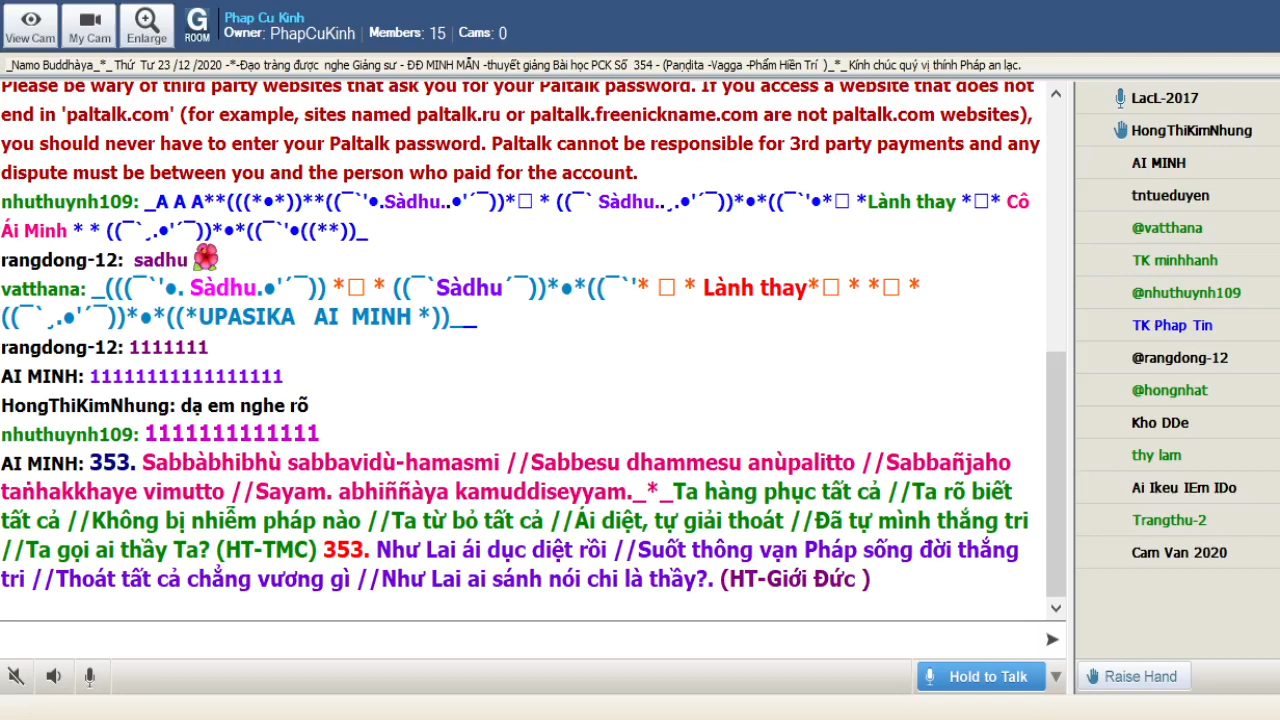 View Cam
My Cam
Enlarge
G
ROOM
Phap Cu Kinh
Owner: PhapCuKinh
Members: 15
Cams: 0
_Namo Buddhàya_*_ Thứ Tư 23 /12 /2020 -*-Đạo tràng được nghe Giảng sư - ĐĐ MINH MẪN -thuyết giảng Bài học PCK Số 354 - (Paṇḍita -Vagga -Phẩm Hiền Trí )_*_Kính chúc quý vị thính Pháp an lạc.
Please be wary of third party websites that ask you for your Paltalk password. If you access a website that does not
end in 'paltalk.com' (for example, sites named paltalk.ru or paltalk.freenickname.com are not paltalk.com websites),
you should never have to enter your Paltalk password. Paltalk cannot be responsible for 3rd party payments and any
dispute must be between you and the person who paid for the account.
nhuthuynh109: _A A A**(((*•*))**((¯`'•.Sàdhu..•'´¯))*□ * ((¯` Sàdhu..¸.•'´¯))*•*((¯`'•*□ *Lành thay *□* Cô
Ái Minh * * ((¯`¸.•'´¯))*•*((¯`'•((**))_
rangdong-12: sadhu
vatthana: _(((¯`'•. Sàdhu.•'´¯)) *□ * ((¯`Sàdhu´¯))*•*((¯`'* □ * Lành thay*□ * *□ *
((¯`¸.•'´¯))*•*((*UPASIKA AI MINH *))__
rangdong-12: 1111111
AI MINH: 11111111111111111
HongThiKimNhung: dạ em nghe rõ
nhuthuynh109: 1111111111111
AI MINH: 353. Sabbàbhibhù sabbavidù-hamasmi //Sabbesu dhammesu anùpalitto //Sabbañjaho
taṅhakkhaye vimutto //Sayam. abhiññàya kamuddiseyyam._*_Ta hàng phục tất cả //Ta rõ biết
tất cả //Không bị nhiễm pháp nào //Ta từ bỏ tất cả //Ái diệt, tự giải thoát //Đã tự mình thắng tri
//Ta gọi ai thầy Ta? (HT-TMC) 353. Như Lai ái dục diệt rồi //Suốt thông vạn Pháp sống đời thắng
tri //Thoát tất cả chẳng vương gì //Như Lai ai sánh nói chi là thầy?. (HT-Giới Đức )
Hold to Talk
LacL-2017
HongThiKimNhung
AI MINH
tntueduyen
@vatthana
TK minhhanh
@nhuthuynh109
TK Phap Tin
@rangdong-12
@hongnhat
Kho DDe
thy lam
Ai Ikeu IEm IDo
Trangthu-2
Cam Van 2020
Raise Hand